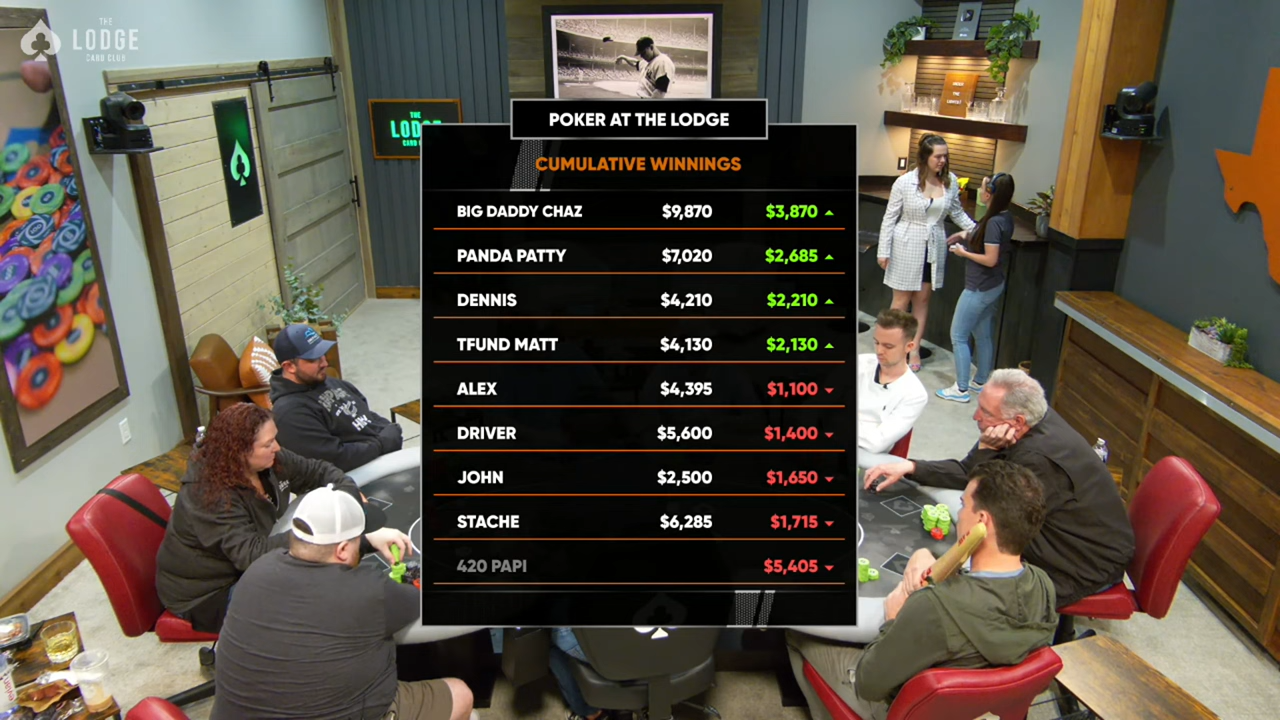 THE
LODGE
CARD CLUB
THE
LODGE
CARD
POKER AT THE LODGE
CUMULATIVE WINNINGS
BIG DADDY CHAZ $9,870 $3,870
PANDA PATTY $7,020 $2,685
DENNIS $4,210 $2,210
TFUND MATT $4,130 $2,130
ALEX $4,395 $1,100
DRIVER $5,600 $1,400
JOHN $2,500 $1,650
STACHE $6,285 $1,715
420 PAPI $5,405